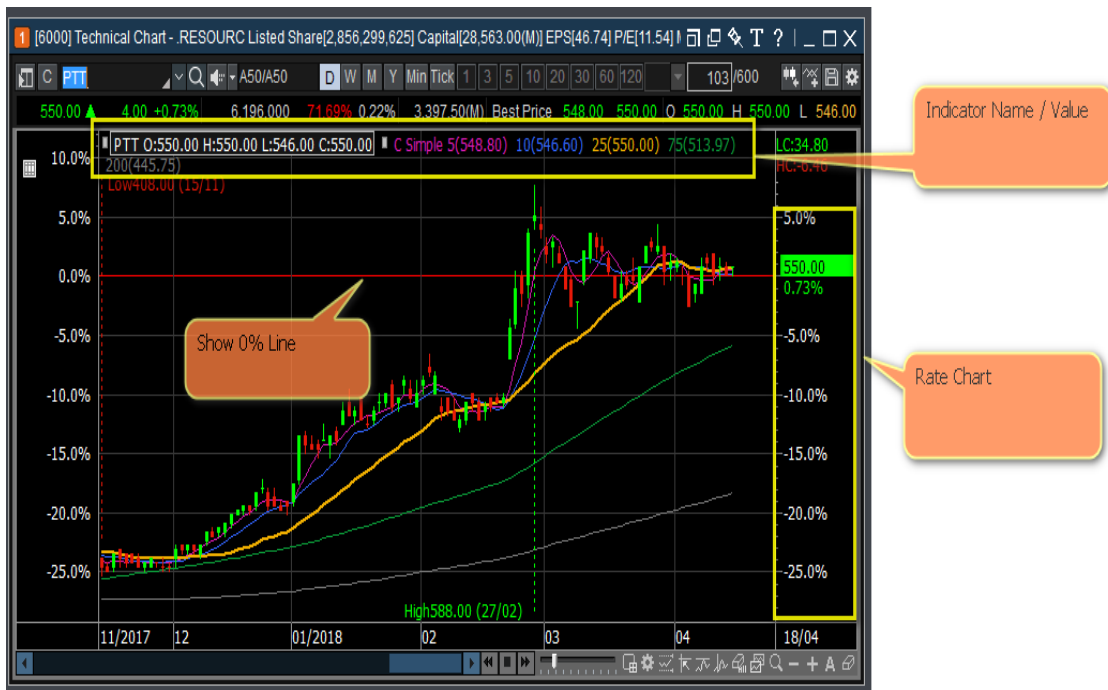 1 [6000] Technical Chart - .RESOURC Listed Share[2,856,299,625] Capital[28,563.00(M)] EPS[46.74] P/E[11.54]
C PTT A50/A50 D W M Y Min Tick 1 3 5 10 20 30 60 120 103 /600
550.00 ▲ 4.00 +0.73% 6,196,000 71.69% 0.22% 3,397.50(M) Best Price 548.00 550.00 O 550.00 H 550.00 L 546.00
PTT O:550.00 H:550.00 L:546.00 C:550.00 C Simple 5(548.80) 10(546.60) 25(550.00) 75(513.97)
200(445.75)
Low408.00 (15/11)
LC:34.80
HC:-6.46
Indicator Name / Value
10.0%
5.0% 5.0%
0.0%
550.00
0.73%
-5.0% -5.0%
Show 0% Line
Rate Chart
-10.0% -10.0%
-15.0% -15.0%
-20.0% -20.0%
-25.0% -25.0%
High588.00 (27/02)
11/2017 12 01/2018 02 03 04 18/04
A